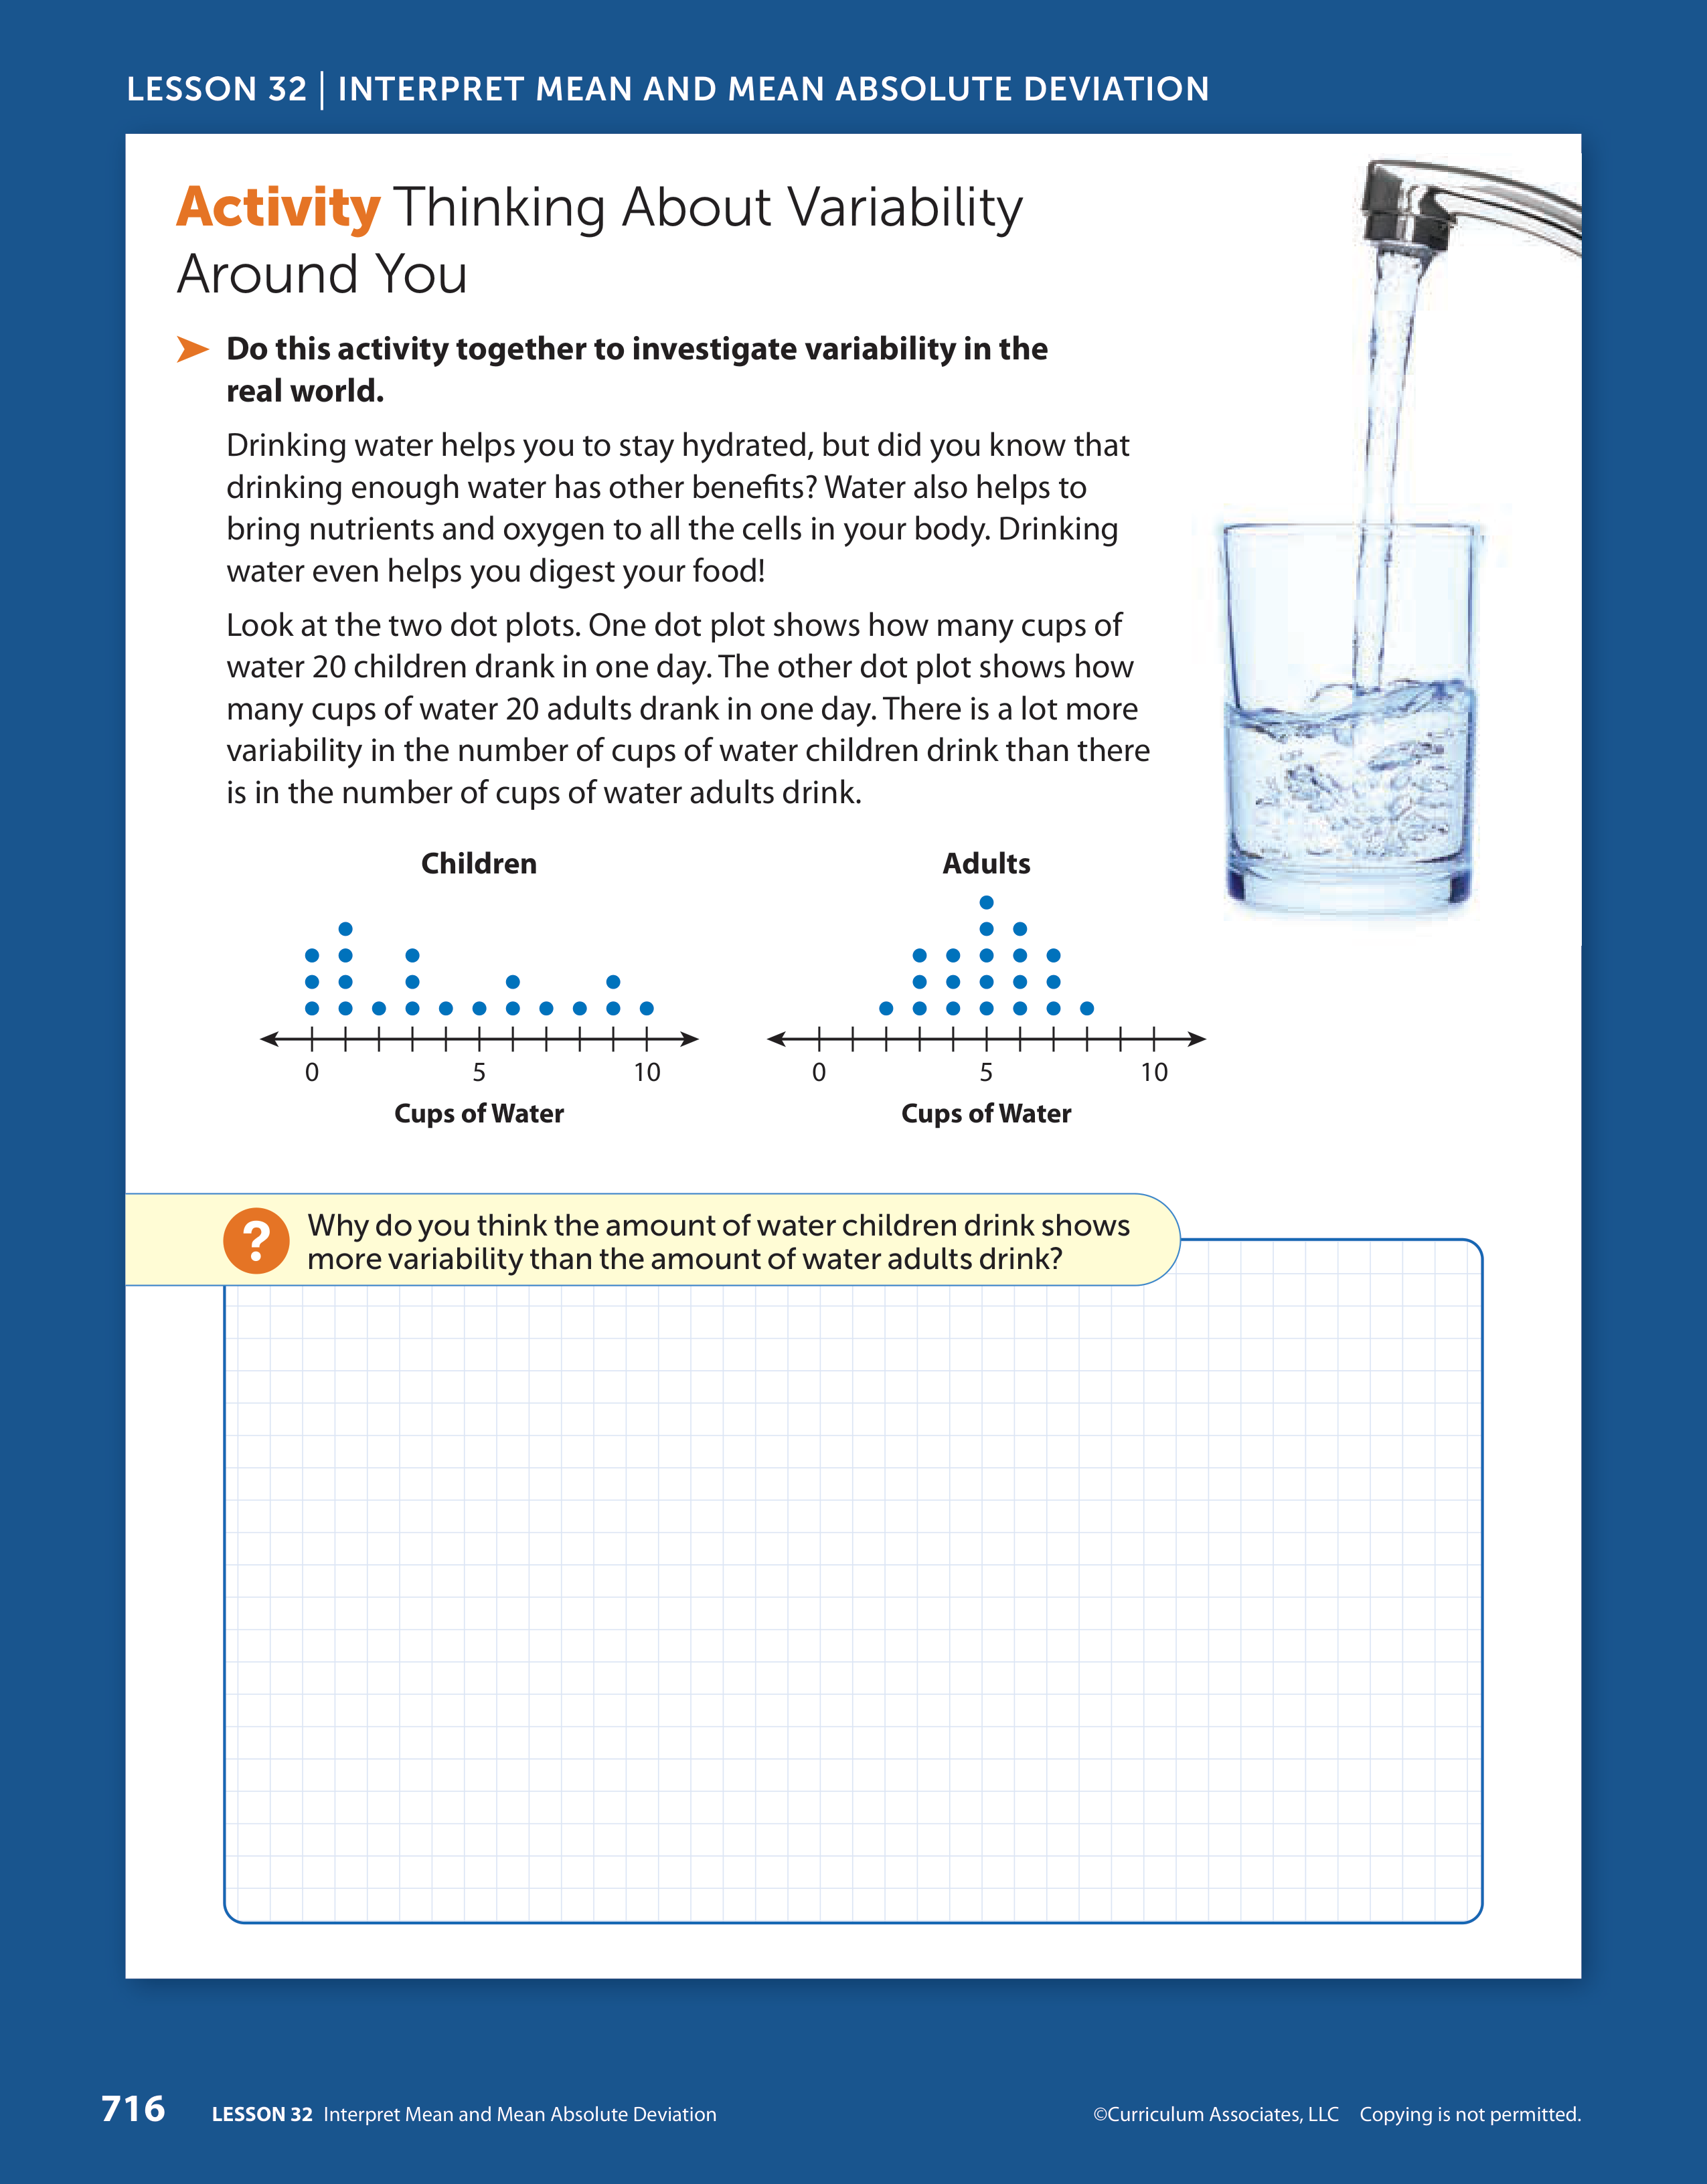 LESSON 32 | INTERPRET MEAN AND MEAN ABSOLUTE DEVIATION
Activity Thinking About Variability
Around You
Do this activity together to investigate variability in the
real world.
Drinking water helps you to stay hydrated, but did you know that
drinking enough water has other benefits? Water also helps to
bring nutrients and oxygen to all the cells in your body. Drinking
water even helps you digest your food!
Look at the two dot plots. One dot plot shows how many cups of
water 20 children drank in one day. The other dot plot shows how
many cups of water 20 adults drank in one day. There is a lot more
variability in the number of cups of water children drink than there
is in the number of cups of water adults drink.
Children
0 5 10
Cups of Water
Adults
0 5 10
Cups of Water
? Why do you think the amount of water children drink shows
more variability than the amount of water adults drink?
716 LESSON 32 Interpret Mean and Mean Absolute Deviation
©Curriculum Associates, LLC Copying is not permitted.